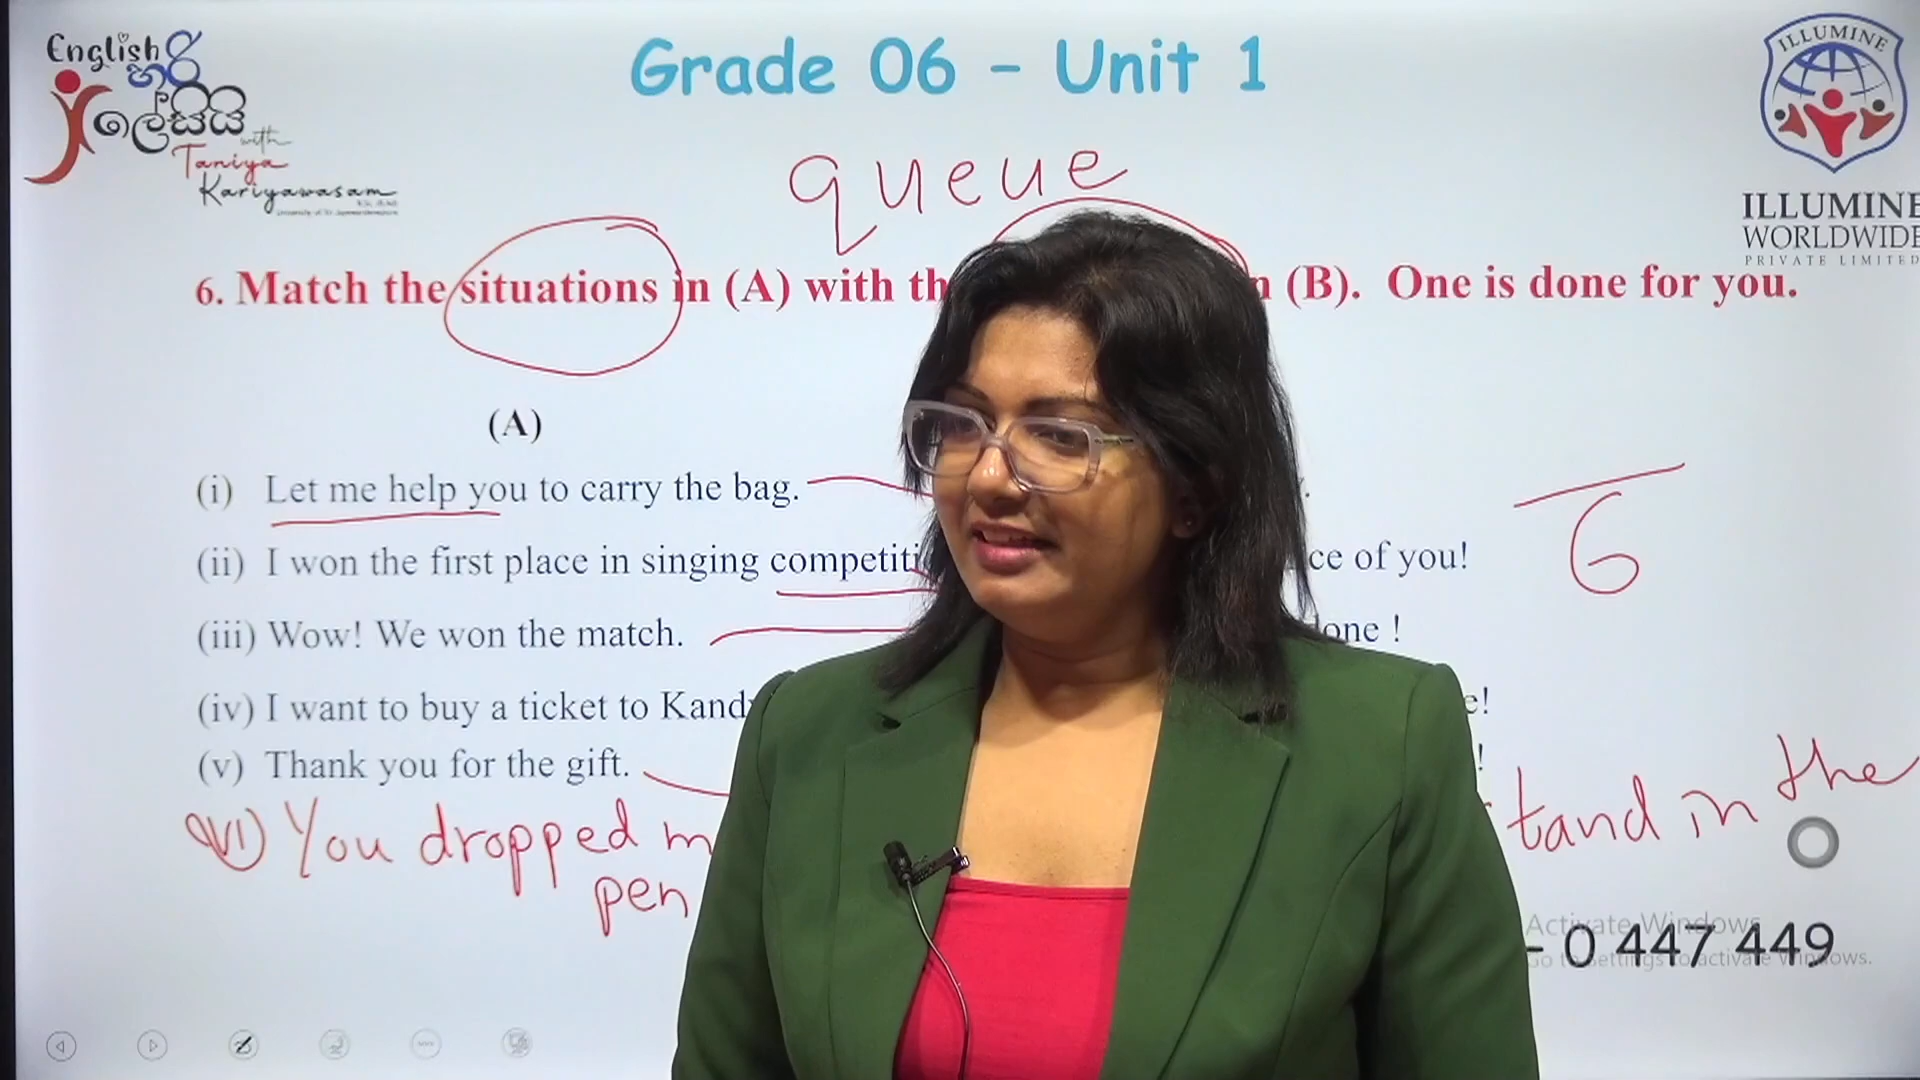 English හරි
ලේසියි
with
Taniya
Kariyawasam
Grade 06 - Unit 1
ILLUMINE
ILLUMINE
WORLDWIDE
PRIVATE LIMITED
queue
6. Match the situations in (A) with (B). One is done for you.
(A)
(i) Let me help you to carry the bag.
(ii) I won the first place in singing competiti
ce of you!
6
(iii) Wow! We won the match.
one !
(iv) I want to buy a ticket to Kandy
e!
(v) Thank you for the gift.
!
(VI) You dropped m
tand in the
pen
Activate Windows
Go to Settings to activate Windows.
- 0 447 449